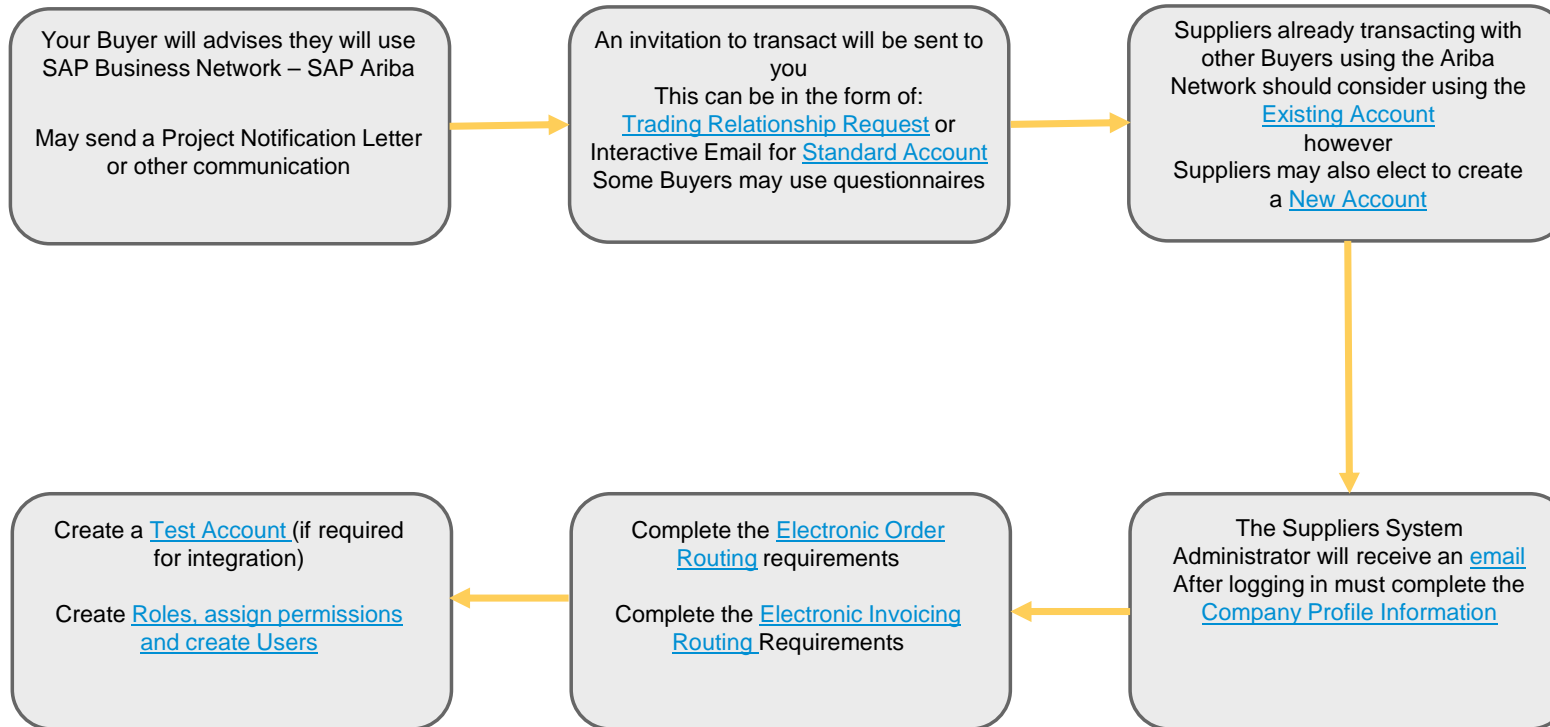 Your Buyer will advises they will use
SAP Business Network – SAP Ariba
May send a Project Notification Letter
or other communication
An invitation to transact will be sent to
you
This can be in the form of:
Trading Relationship Request or
Interactive Email for Standard Account
Some Buyers may use questionnaires
Suppliers already transacting with
other Buyers using the Ariba
Network should consider using the
Existing Account
however
Suppliers may also elect to create
a New Account
The Suppliers System
Administrator will receive an email
After logging in must complete the
Company Profile Information
Complete the Electronic Order
Routing requirements
Complete the Electronic Invoicing
Routing Requirements
Create a Test Account (if required
for integration)
Create Roles, assign permissions
and create Users